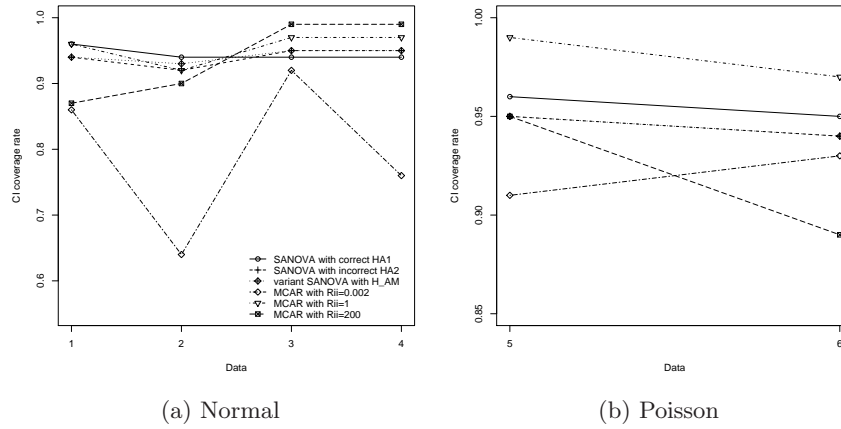 CI coverage rate
1.0
0.9
0.8
0.7
0.6
SANOVA with correct HA1
SANOVA with incorrect HA2
variant SANOVA with H_AM
MCAR with Rii=0.002
MCAR with Rii=1
MCAR with Rii=200
1 2 3 4
Data
(a) Normal
CI coverage rate
1.00
0.95
0.90
0.85
5 6
Data
(b) Poisson